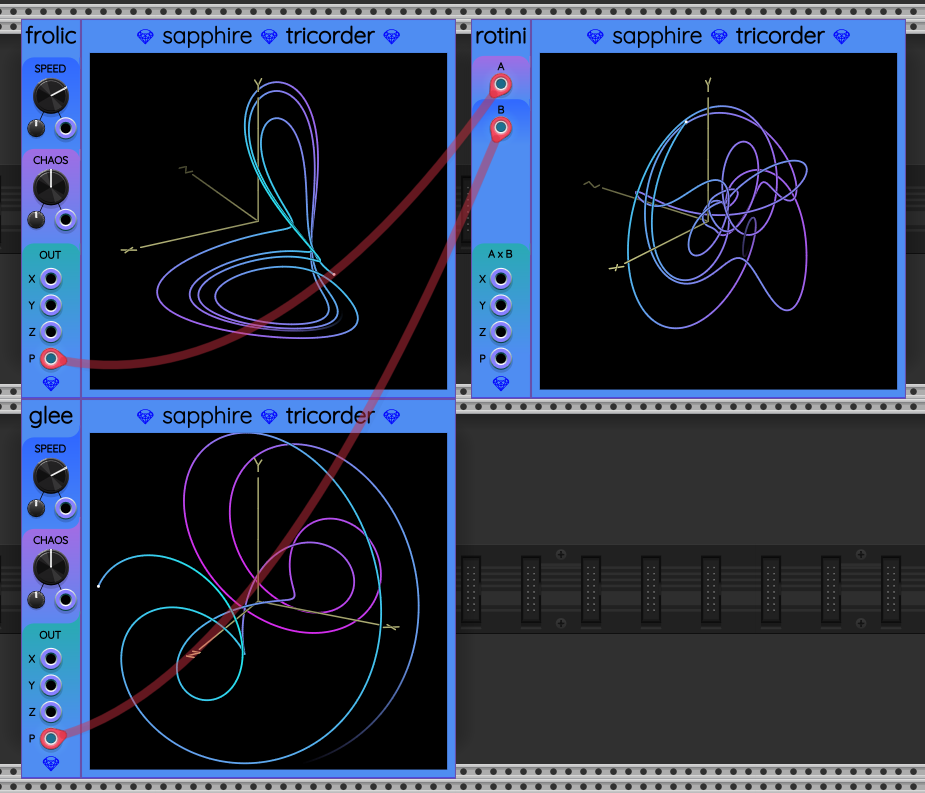 frolic
sapphire tricorder
SPEED
CHAOS
OUT
X
Y
Z
P
Y
Z
X
rotini
sapphire tricorder
A
B
A x B
X
Y
Z
P
Y
Z
X
glee
sapphire tricorder
SPEED
CHAOS
OUT
X
Y
Z
P
Y
X
Z